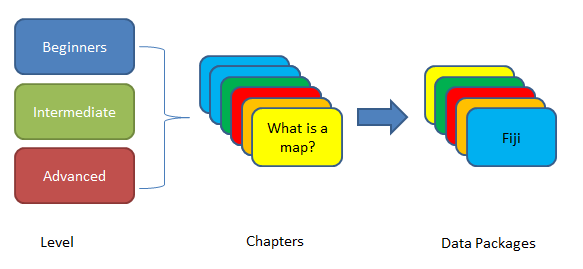 Beginners
Intermediate
Advanced
What is a
map?
Fiji
Level
Chapters
Data Packages